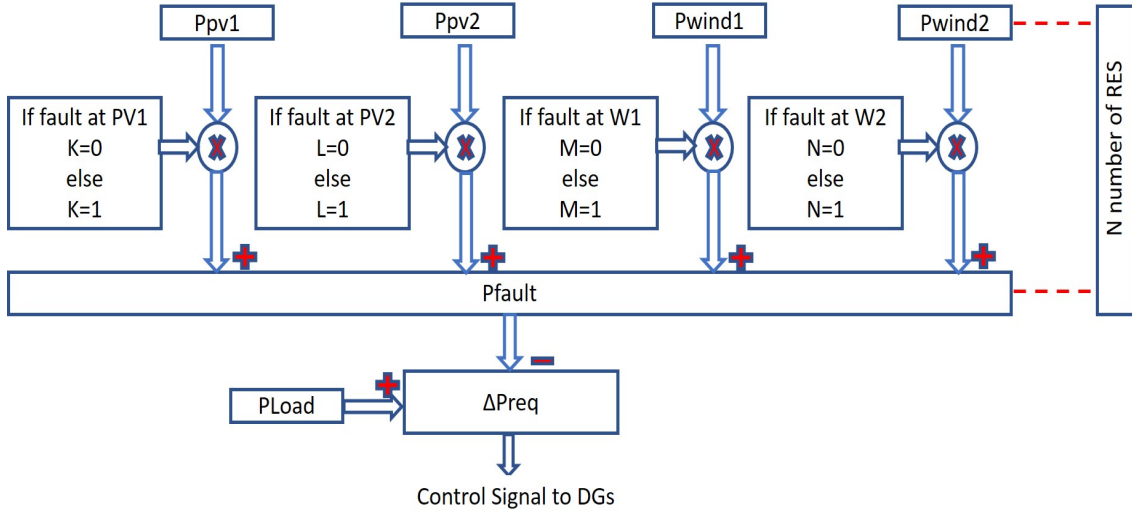 Ppv1
Ppv2
Pwind1
Pwind2
If fault at PV1
K=0
else
K=1
If fault at PV2
L=0
else
L=1
If fault at W1
M=0
else
M=1
If fault at W2
N=0
else
N=1
N number of RES
Pfault
PLoad
ΔPreq
Control Signal to DGs